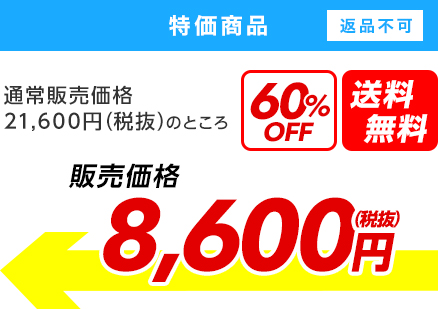 特価商品
返品不可
通常販売価格
21,600円(税抜)のところ
60%
OFF
送料
無料
販売価格
8,600円
(税抜)